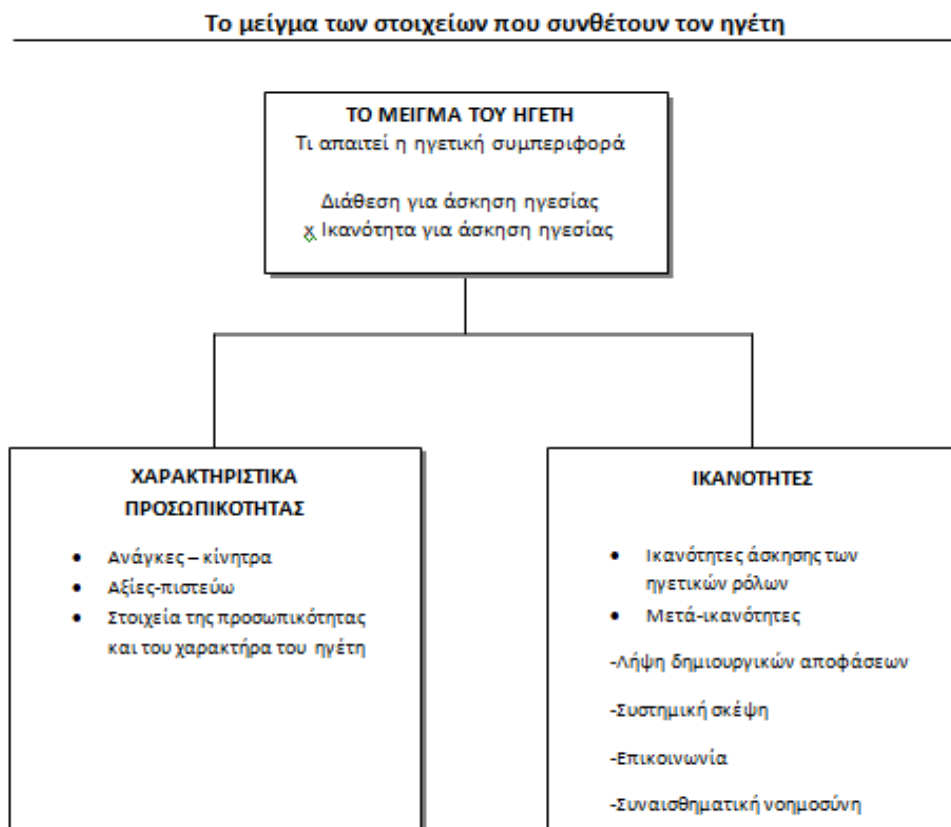 Το μείγμα των στοιχείων που συνθέτουν τον ηγέτη
ΤΟ ΜΕΙΓΜΑ ΤΟΥ ΗΓΕΤΗ
Τι απαιτεί η ηγετική συμπεριφορά
Διάθεση για άσκηση ηγεσίας
χ Ικανότητα για άσκηση ηγεσίας
ΧΑΡΑΚΤΗΡΙΣΤΙΚΑ
ΠΡΟΣΩΠΙΚΟΤΗΤΑΣ
• Ανάγκες – κίνητρα
• Αξίες-πιστεύω
• Στοιχεία της προσωπικότητας
και του χαρακτήρα του ηγέτη
ΙΚΑΝΟΤΗΤΕΣ
• Ικανότητες άσκησης των
ηγετικών ρόλων
• Μετά-ικανότητες
-Λήψη δημιουργικών αποφάσεων
-Συστημική σκέψη
-Επικοινωνία
-Συναισθηματική νοημοσύνη